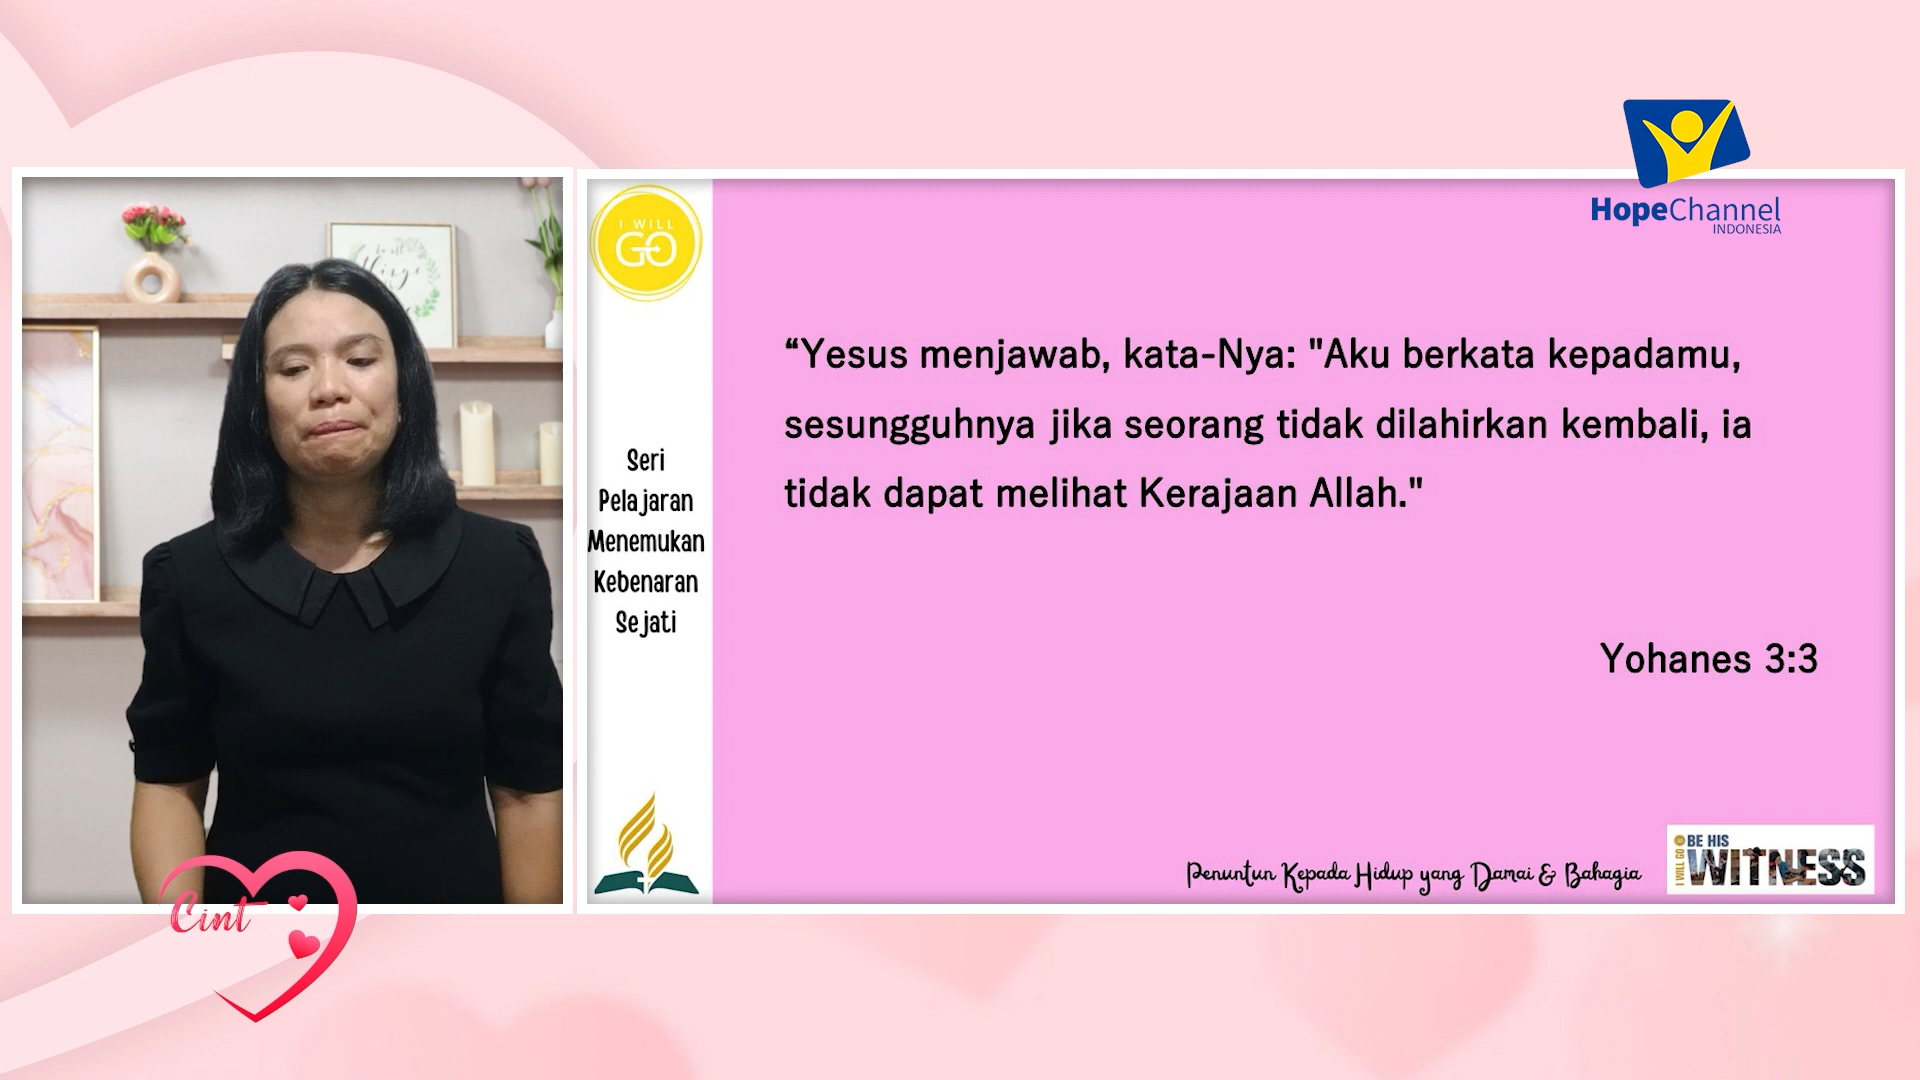 HopeChannel
INDONESIA
I WILL
GO
Seri
Pelajaran
Menemukan
Kebenaran
Sejati
“Yesus menjawab, kata-Nya: "Aku berkata kepadamu,
sesungguhnya jika seorang tidak dilahirkan kembali, ia
tidak dapat melihat Kerajaan Allah."
Yohanes 3:3
Penuntun Kepada Hidup yang Damai & Bahagia
I WILL GO
BE HIS
WITNESS
Cint